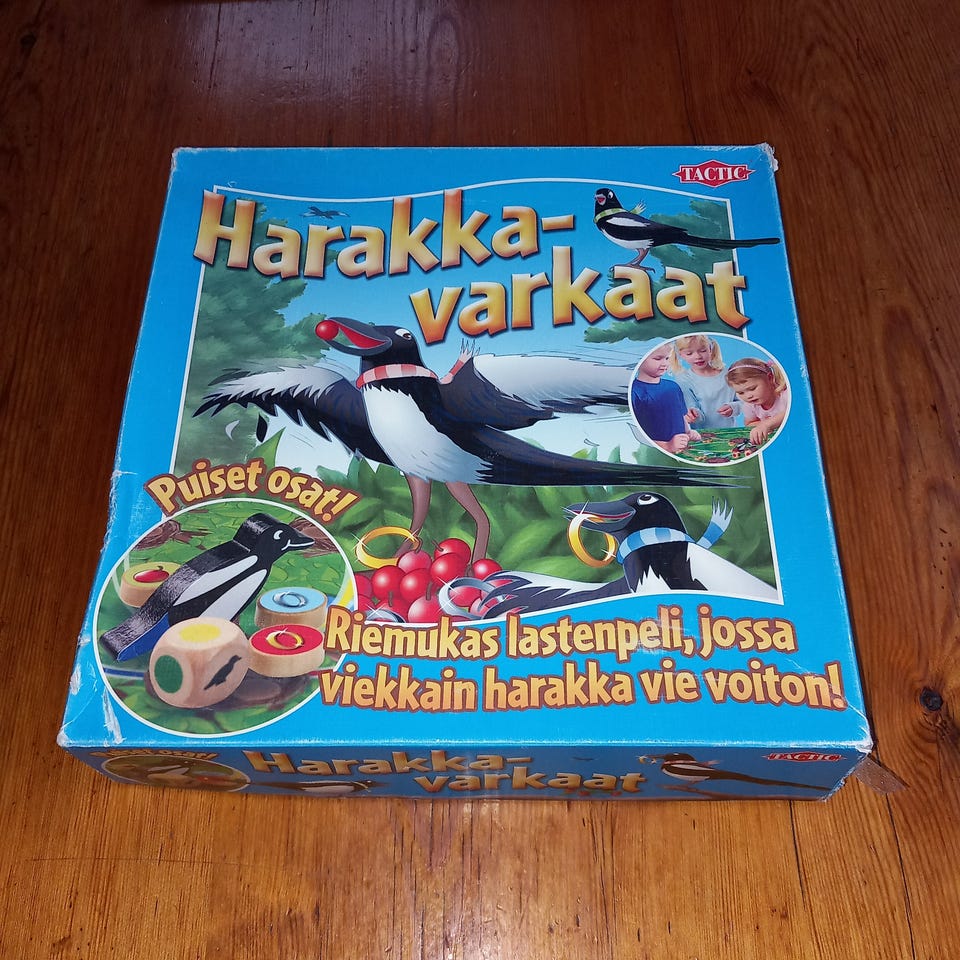 TACTIC
Harakka-
varkaat
Puiset osat!
Riemukas lastenpeli, jossa
viekkain harakka vie voiton!
Harakka-
varkaat
TACTIC